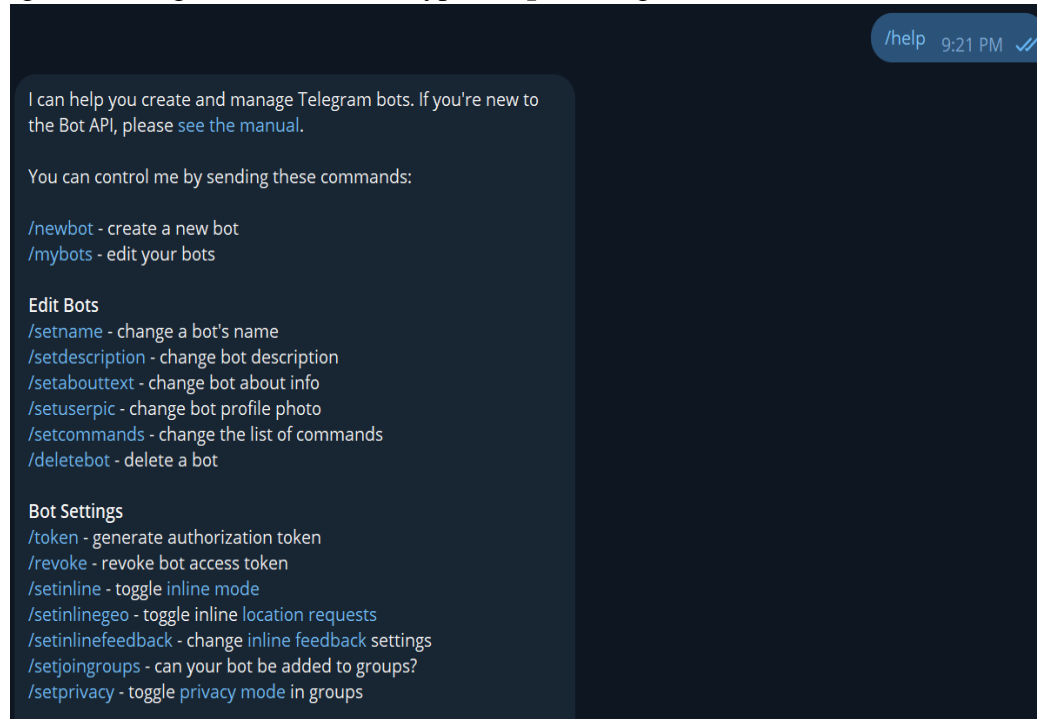 /help 9:21 PM
I can help you create and manage Telegram bots. If you're new to
the Bot API, please see the manual.
You can control me by sending these commands:
/newbot - create a new bot
/mybots - edit your bots
Edit Bots
/setname - change a bot's name
/setdescription - change bot description
/setabouttext - change bot about info
/setuserpic - change bot profile photo
/setcommands - change the list of commands
/deletebot - delete a bot
Bot Settings
/token - generate authorization token
/revoke - revoke bot access token
/setinline - toggle inline mode
/setinlinegeo - toggle inline location requests
/setinlinefeedback - change inline feedback settings
/setjoingroups - can your bot be added to groups?
/setprivacy - toggle privacy mode in groups